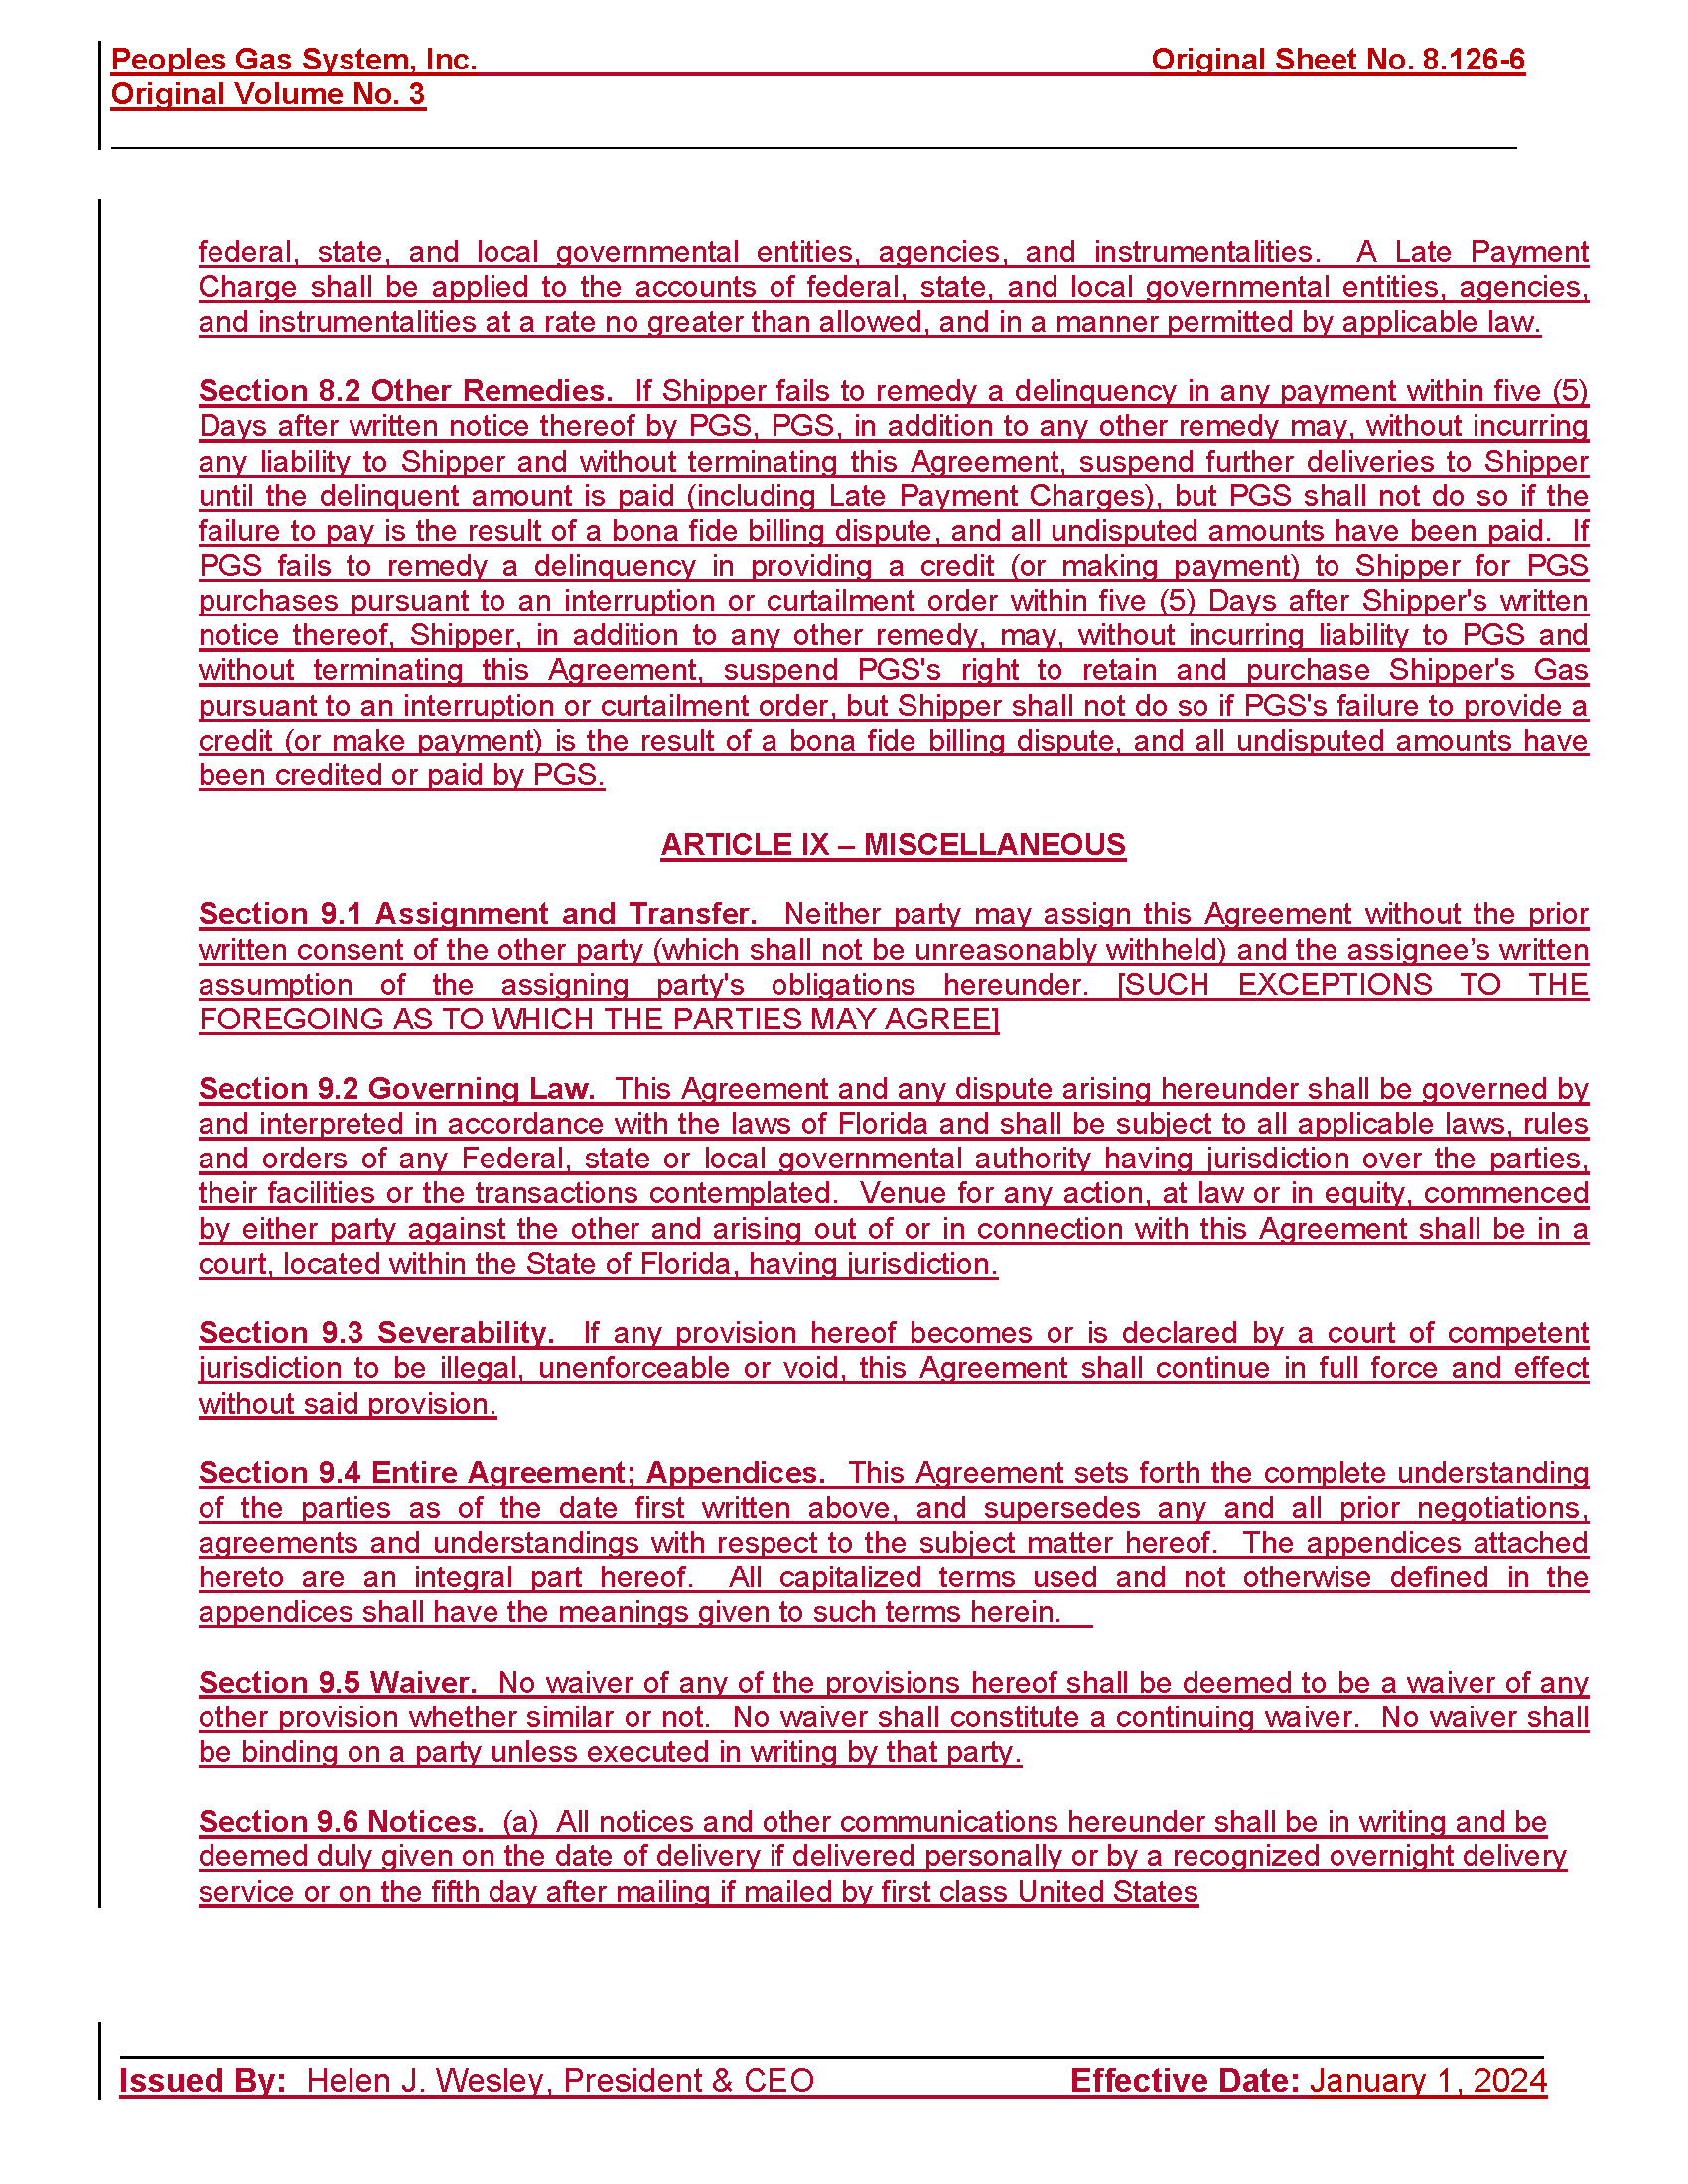 Peoples Gas System, Inc. Original Sheet No. 8.126-6
Original Volume No. 3
federal, state, and local governmental entities, agencies, and instrumentalities. A Late Payment
Charge shall be applied to the accounts of federal, state, and local governmental entities, agencies,
and instrumentalities at a rate no greater than allowed, and in a manner permitted by applicable law.
Section 8.2 Other Remedies. If Shipper fails to remedy a delinquency in any payment within five (5)
Days after written notice thereof by PGS, PGS, in addition to any other remedy may, without incurring
any liability to Shipper and without terminating this Agreement, suspend further deliveries to Shipper
until the delinquent amount is paid (including Late Payment Charges), but PGS shall not do so if the
failure to pay is the result of a bona fide billing dispute, and all undisputed amounts have been paid. If
PGS fails to remedy a delinquency in providing a credit (or making payment) to Shipper for PGS
purchases pursuant to an interruption or curtailment order within five (5) Days after Shipper's written
notice thereof, Shipper, in addition to any other remedy, may, without incurring liability to PGS and
without terminating this Agreement, suspend PGS's right to retain and purchase Shipper's Gas
pursuant to an interruption or curtailment order, but Shipper shall not do so if PGS's failure to provide a
credit (or make payment) is the result of a bona fide billing dispute, and all undisputed amounts have
been credited or paid by PGS.
ARTICLE IX – MISCELLANEOUS
Section 9.1 Assignment and Transfer. Neither party may assign this Agreement without the prior
written consent of the other party (which shall not be unreasonably withheld) and the assignee’s written
assumption of the assigning party's obligations hereunder. [SUCH EXCEPTIONS TO THE
FOREGOING AS TO WHICH THE PARTIES MAY AGREE]
Section 9.2 Governing Law. This Agreement and any dispute arising hereunder shall be governed by
and interpreted in accordance with the laws of Florida and shall be subject to all applicable laws, rules
and orders of any Federal, state or local governmental authority having jurisdiction over the parties,
their facilities or the transactions contemplated. Venue for any action, at law or in equity, commenced
by either party against the other and arising out of or in connection with this Agreement shall be in a
court, located within the State of Florida, having jurisdiction.
Section 9.3 Severability. If any provision hereof becomes or is declared by a court of competent
jurisdiction to be illegal, unenforceable or void, this Agreement shall continue in full force and effect
without said provision.
Section 9.4 Entire Agreement; Appendices. This Agreement sets forth the complete understanding
of the parties as of the date first written above, and supersedes any and all prior negotiations,
agreements and understandings with respect to the subject matter hereof. The appendices attached
hereto are an integral part hereof. All capitalized terms used and not otherwise defined in the
appendices shall have the meanings given to such terms herein.
Section 9.5 Waiver. No waiver of any of the provisions hereof shall be deemed to be a waiver of any
other provision whether similar or not. No waiver shall constitute a continuing waiver. No waiver shall
be binding on a party unless executed in writing by that party.
Section 9.6 Notices. (a) All notices and other communications hereunder shall be in writing and be
deemed duly given on the date of delivery if delivered personally or by a recognized overnight delivery
service or on the fifth day after mailing if mailed by first class United States
Issued By: Helen J. Wesley, President & CEO Effective Date: January 1, 2024